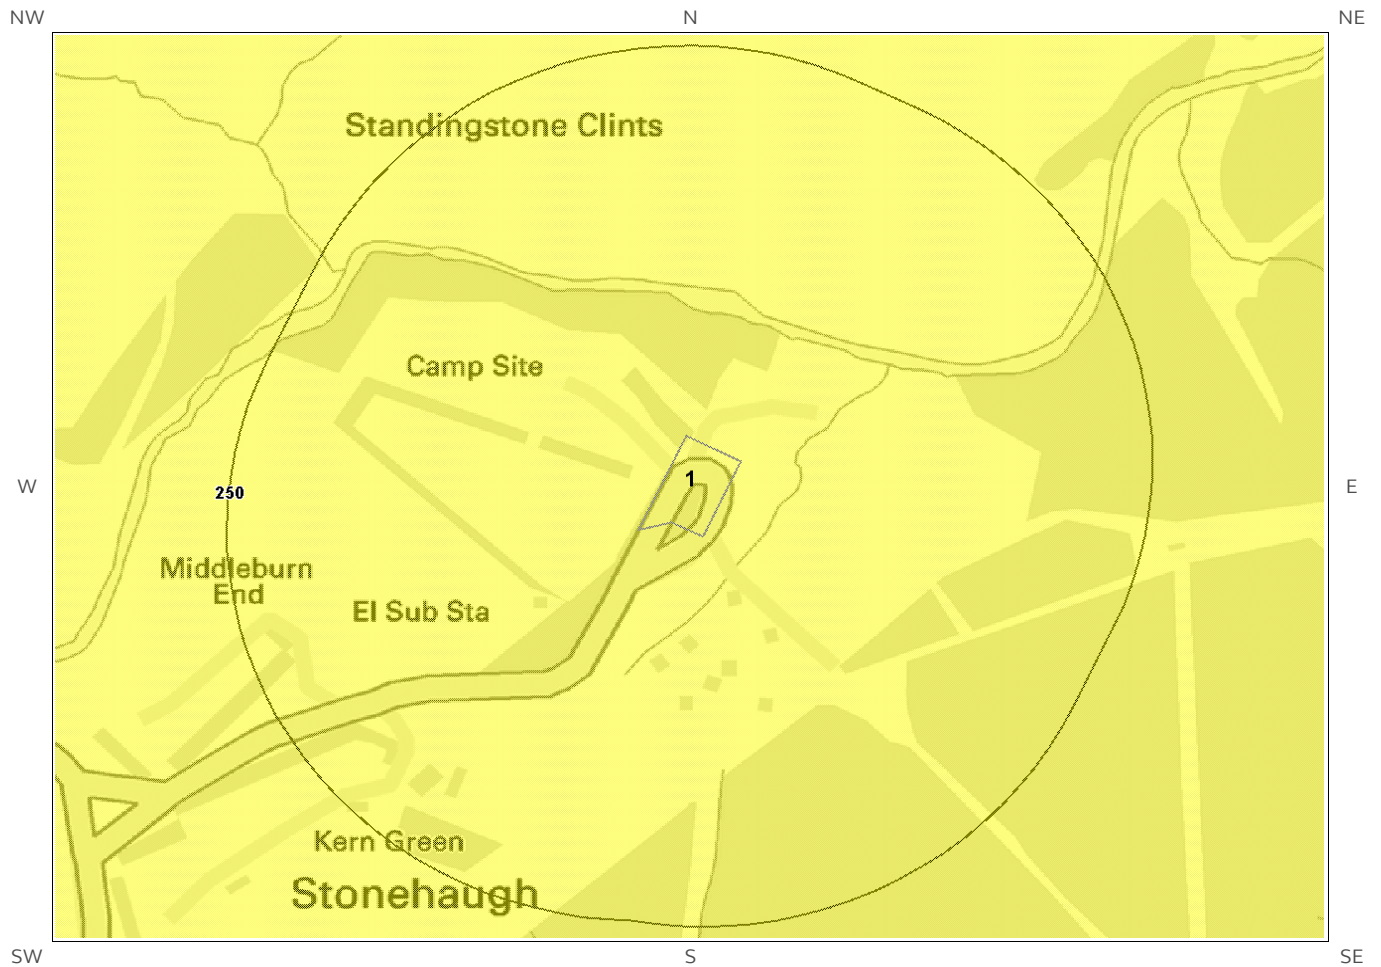 NW N NE
Standingstone Clints
Camp Site
1
W E
250
Middleburn
End
El Sub Sta
Kern Green
Stonehaugh
SW S SE